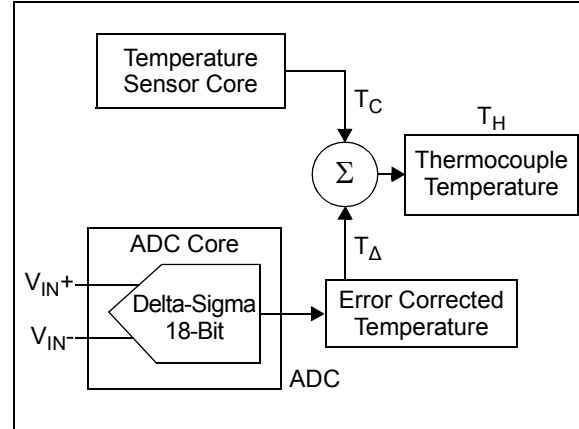 Temperature
Sensor Core
T_C
T_H
Σ
Thermocouple
Temperature
ADC Core
T_Δ
V_IN+
Delta-Sigma
18-Bit
V_IN-
Error Corrected
Temperature
ADC